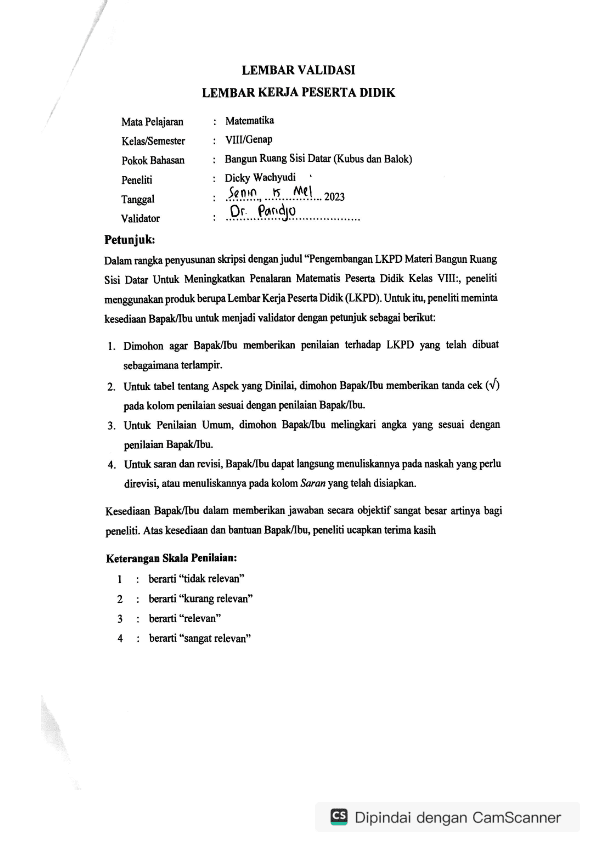 LEMBAR VALIDASI
LEMBAR KERJA PESERTA DIDIK
Mata Pelajaran : Matematika
Kelas/Semester : VIII/Genap
Pokok Bahasan : Bangun Ruang Sisi Datar (Kubus dan Balok)
Peneliti : Dicky Wachyudi
Tanggal : Senin, 15 Mei 2023
Validator : Dr. Paridjo
Petunjuk:
Dalam rangka penyusunan skripsi dengan judul “Pengembangan LKPD Materi Bangun Ruang
Sisi Datar Untuk Meningkatkan Penalaran Matematis Peserta Didik Kelas VIII:, peneliti
menggunakan produk berupa Lembar Kerja Peserta Didik (LKPD). Untuk itu, peneliti meminta
kesediaan Bapak/Ibu untuk menjadi validator dengan petunjuk sebagai berikut:
1. Dimohon agar Bapak/Ibu memberikan penilaian terhadap LKPD yang telah dibuat
sebagaimana terlampir.
2. Untuk tabel tentang Aspek yang Dinilai, dimohon Bapak/Ibu memberikan tanda cek (√)
pada kolom penilaian sesuai dengan penilaian Bapak/Ibu.
3. Untuk Penilaian Umum, dimohon Bapak/Ibu melingkari angka yang sesuai dengan
penilaian Bapak/Ibu.
4. Untuk saran dan revisi, Bapak/Ibu dapat langsung menuliskannya pada naskah yang perlu
direvisi, atau menuliskannya pada kolom Saran yang telah disiapkan.
Kesediaan Bapak/Ibu dalam memberikan jawaban secara objektif sangat besar artinya bagi
peneliti. Atas kesediaan dan bantuan Bapak/Ibu, peneliti ucapkan terima kasih
Keterangan Skala Penilaian:
1 : berarti “tidak relevan”
2 : berarti “kurang relevan”
3 : berarti “relevan”
4 : berarti “sangat relevan”
CS Dipindai dengan CamScanner